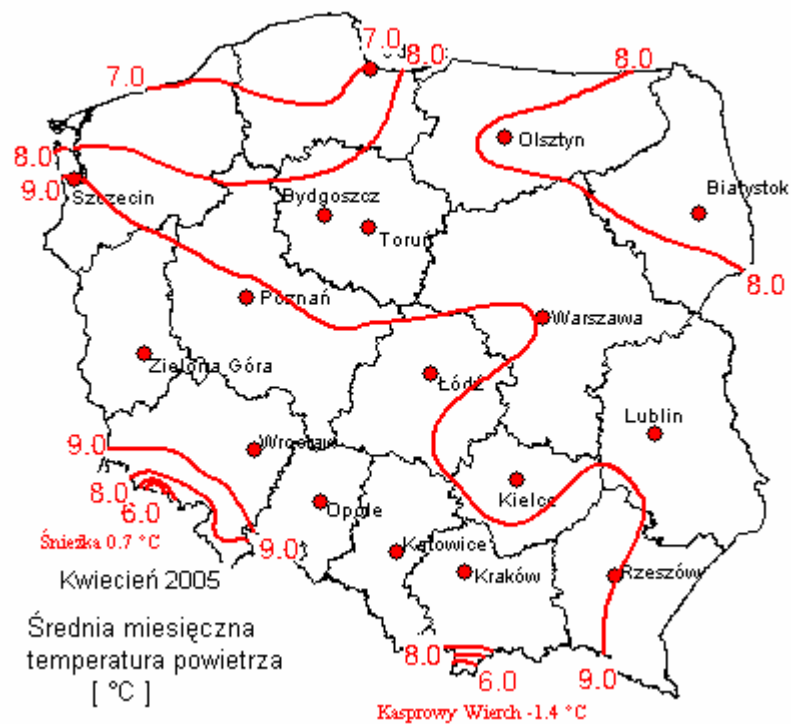 7.0
7.0
8.0
8.0
8.0
Olsztyn
9.0
Szczecin
Bydgoszcz
Białystok
Toruń
8.0
Poznań
Warszawa
Zielona Góra
Łódź
Lublin
9.0
Wrocław
8.0
6.0
Kielce
Opole
Śnieżka 0.7 °C
9.0
Katowice
Kwiecień 2005
Kraków
Rzeszów
Średnia miesięczna
temperatura powietrza
[ °C ]
8.0
6.0
9.0
Kasprowy Wierch -1.4 °C